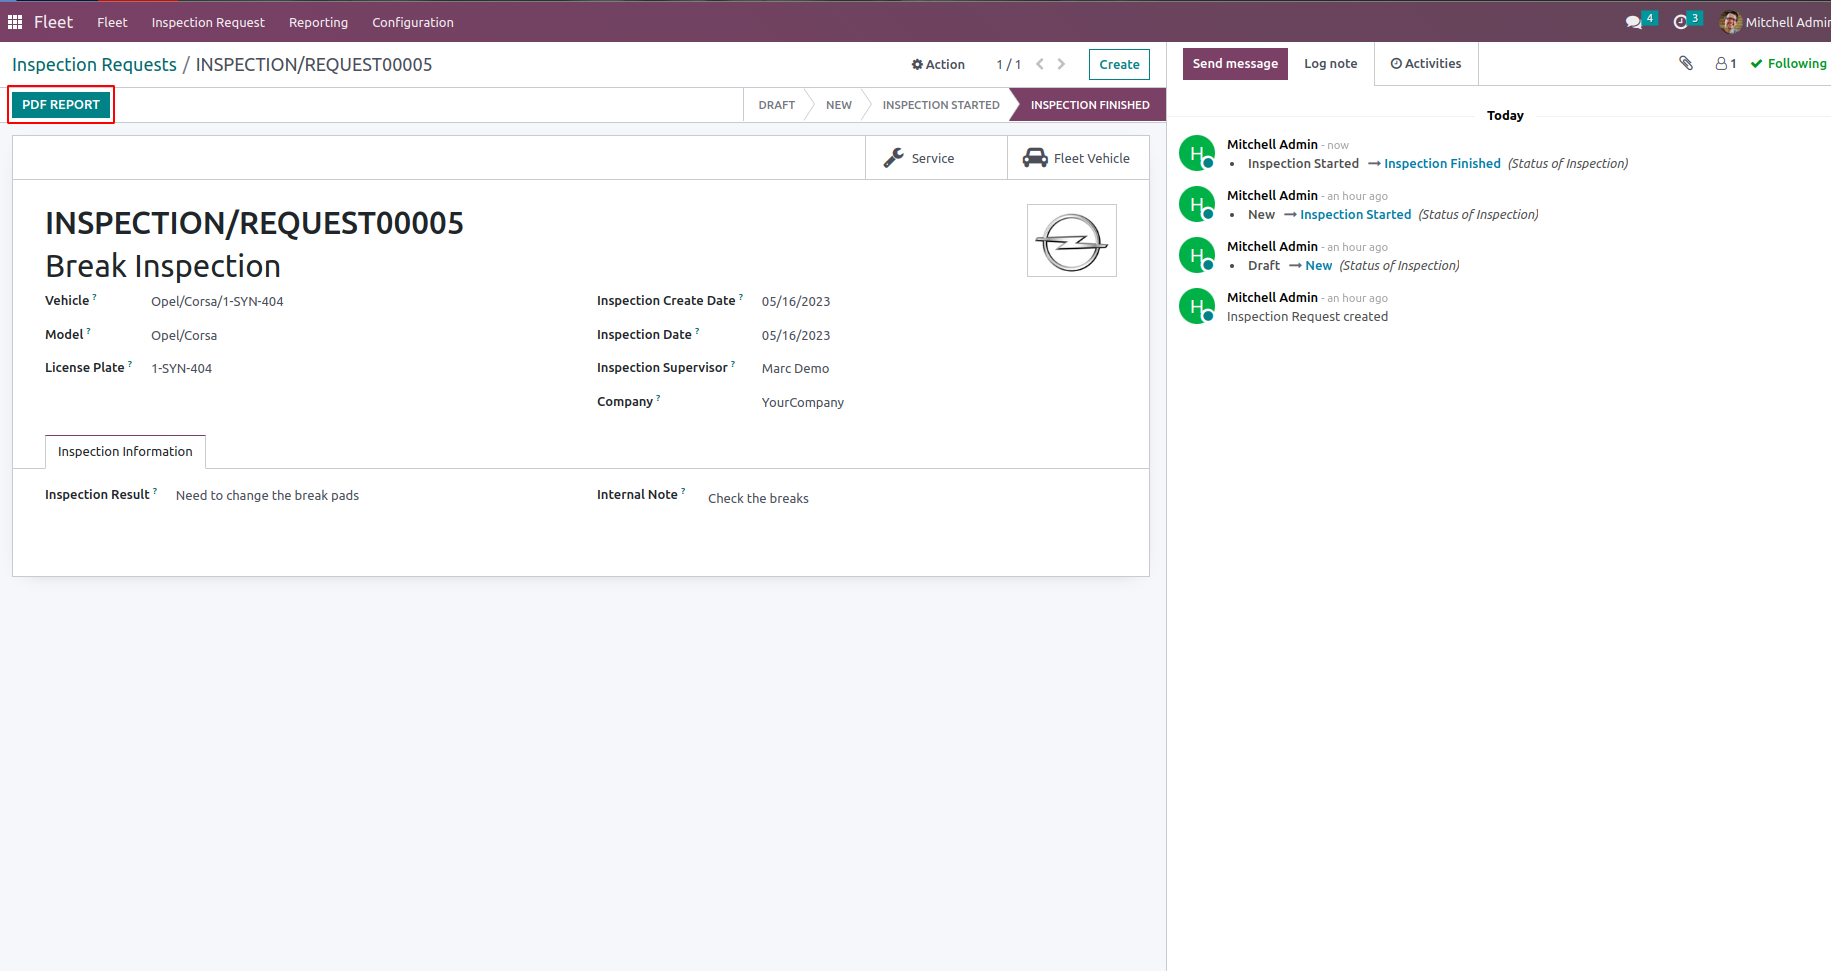 Fleet Fleet Inspection Request Reporting Configuration 4 3 Mitchell Admin
Inspection Requests / INSPECTION/REQUEST00005 Action 1 / 1 Create
Send message Log note Activities 1 Following
PDF REPORT DRAFT NEW INSPECTION STARTED INSPECTION FINISHED
Service Fleet Vehicle
INSPECTION/REQUEST00005
Break Inspection
Vehicle ? Opel/Corsa/1-SYN-404
Model ? Opel/Corsa
License Plate ? 1-SYN-404
Inspection Create Date ? 05/16/2023
Inspection Date ? 05/16/2023
Inspection Supervisor ? Marc Demo
Company ? YourCompany
Inspection Information
Inspection Result ? Need to change the break pads
Internal Note ? Check the breaks
Today
H Mitchell Admin - now
• Inspection Started → Inspection Finished (Status of Inspection)
H Mitchell Admin - an hour ago
• New → Inspection Started (Status of Inspection)
H Mitchell Admin - an hour ago
• Draft → New (Status of Inspection)
H Mitchell Admin - an hour ago
Inspection Request created